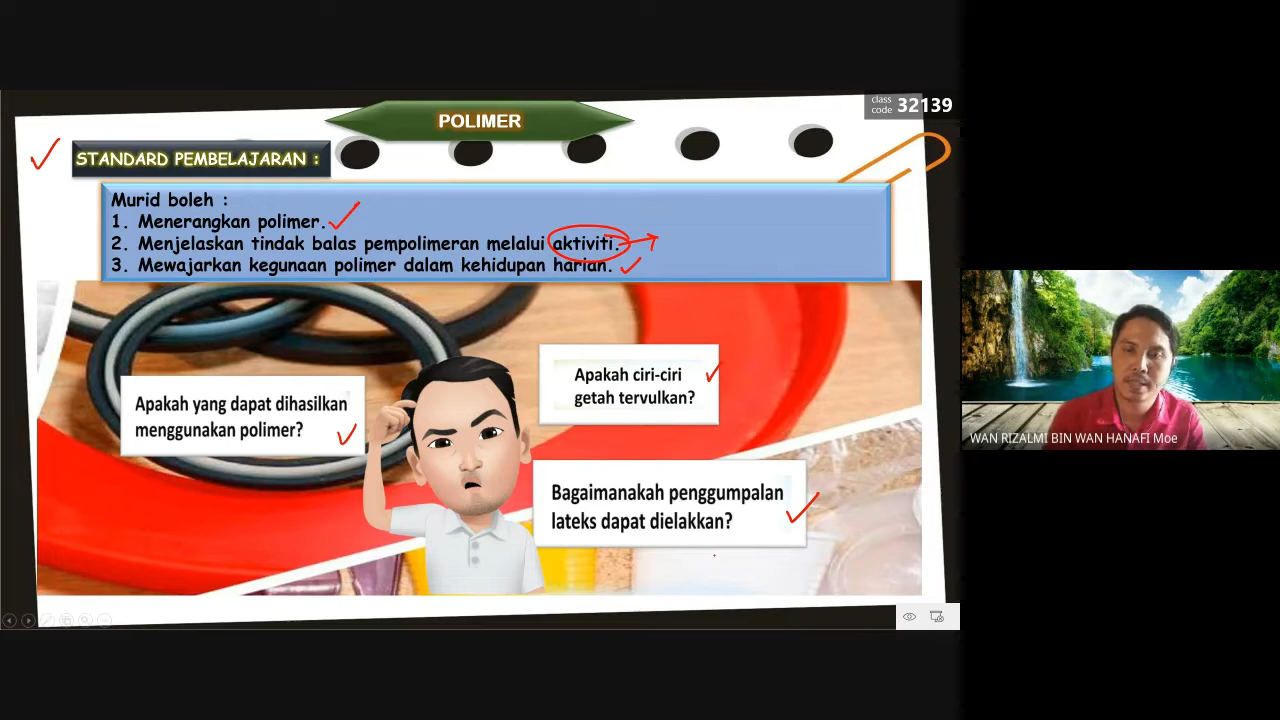 POLIMER
class code 32139
STANDARD PEMBELAJARAN :
Murid boleh :
1. Menerangkan polimer.
2. Menjelaskan tindak balas pempolimeran melalui aktiviti.
3. Mewajarkan kegunaan polimer dalam kehidupan harian.
Apakah yang dapat dihasilkan
menggunakan polimer?
Apakah ciri-ciri
getah tervulkan?
Bagaimanakah penggumpalan
lateks dapat dielakkan?
WAN RIZALMI BIN WAN HANAFI Moe